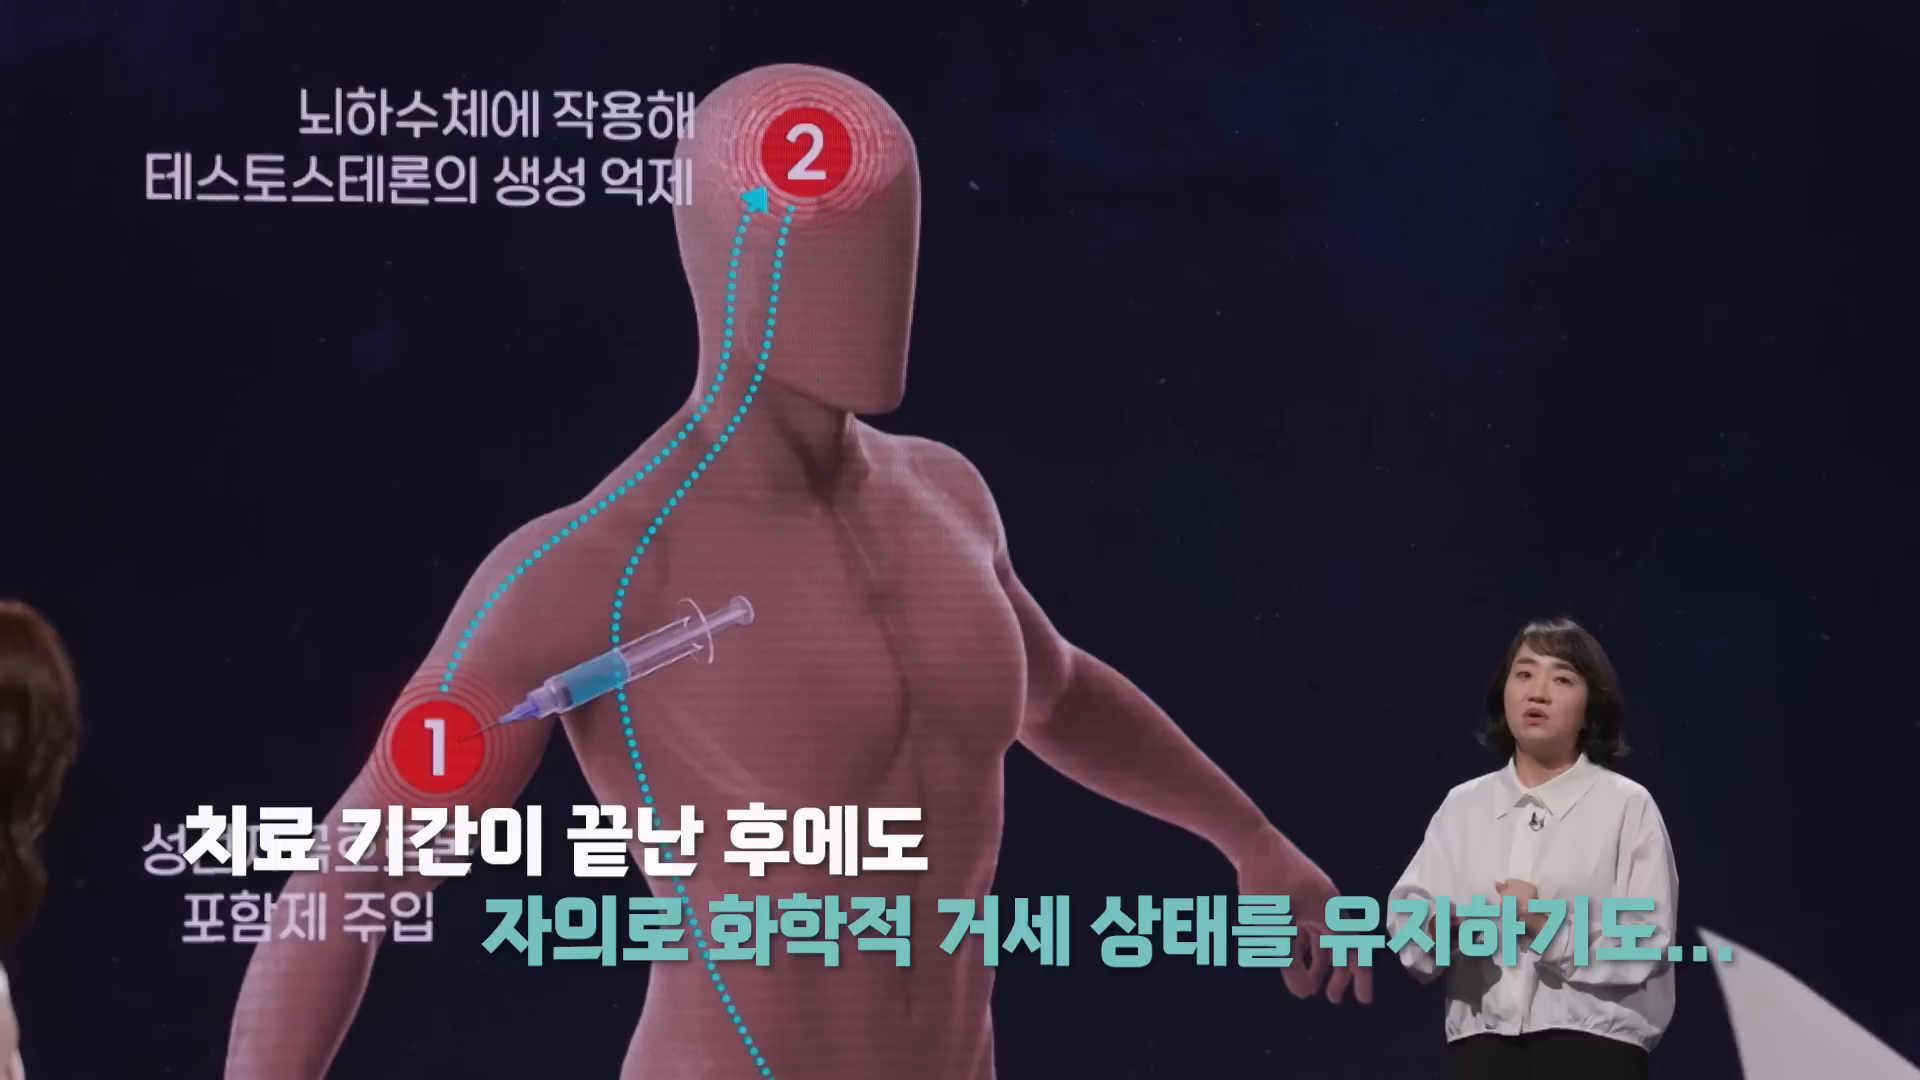 뇌하수체에 작용해
테스토스테론의 생성 억제
2
1
포함제 주입
치료 기간이 끝난 후에도
자의로 화학적 거세 상태를 유지하기도...